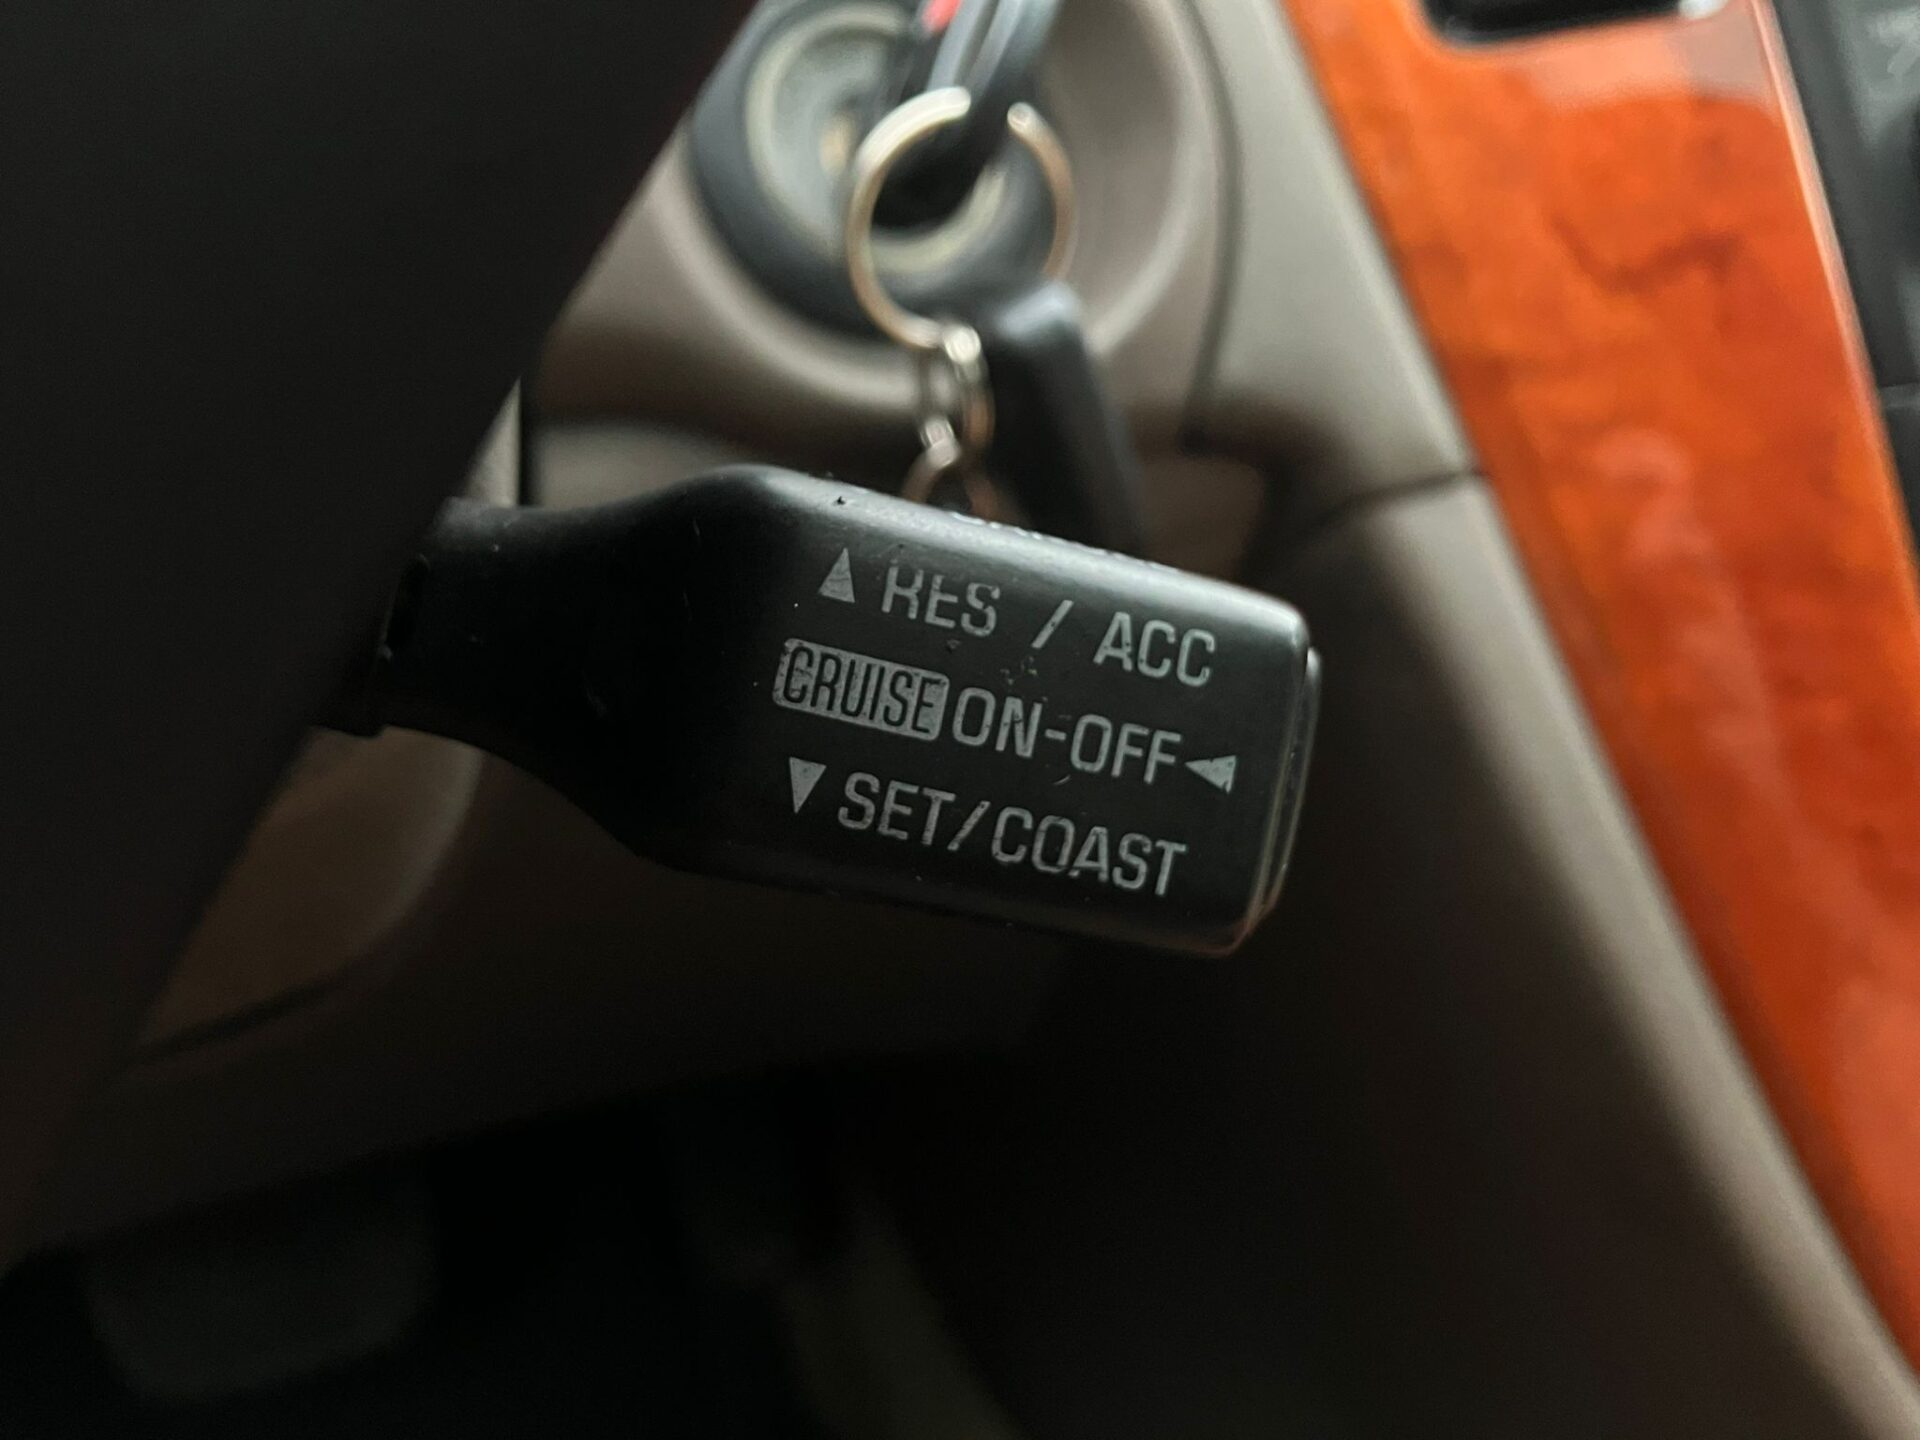 ▲ RES / ACC
CRUISE ON-OFF ◄
▼ SET/COAST